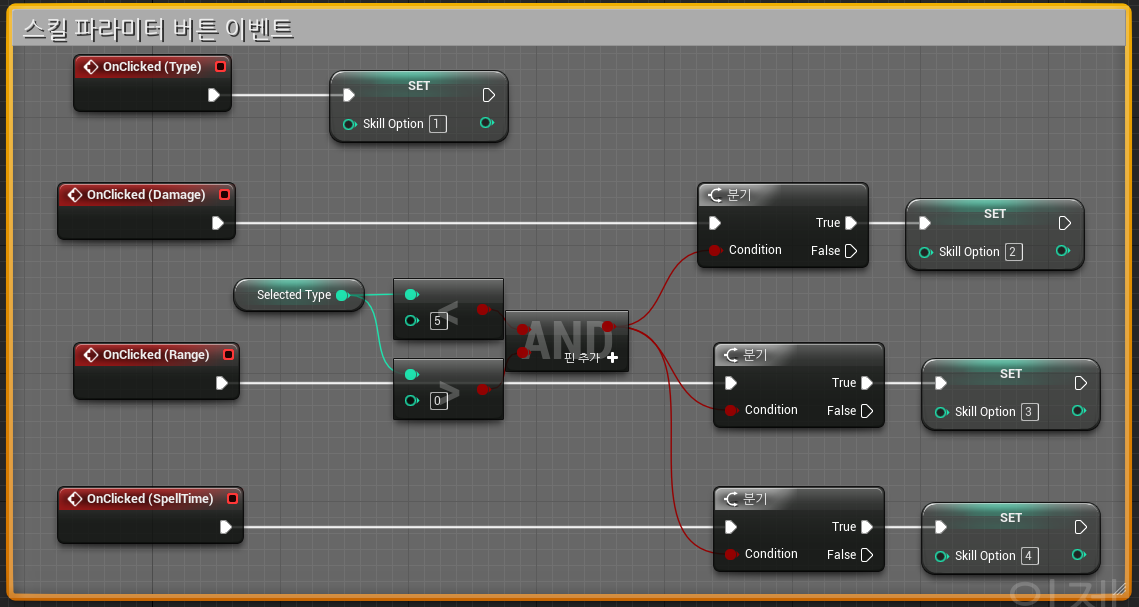 스킬 파라미터 버튼 이벤트
OnClicked (Type)
SET
Skill Option 1
OnClicked (Damage)
분기
True
Condition
False
SET
Skill Option 2
Selected Type
<
5
AND
핀 추가 +
>
0
OnClicked (Range)
분기
True
Condition
False
SET
Skill Option 3
OnClicked (SpellTime)
분기
True
Condition
False
SET
Skill Option 4